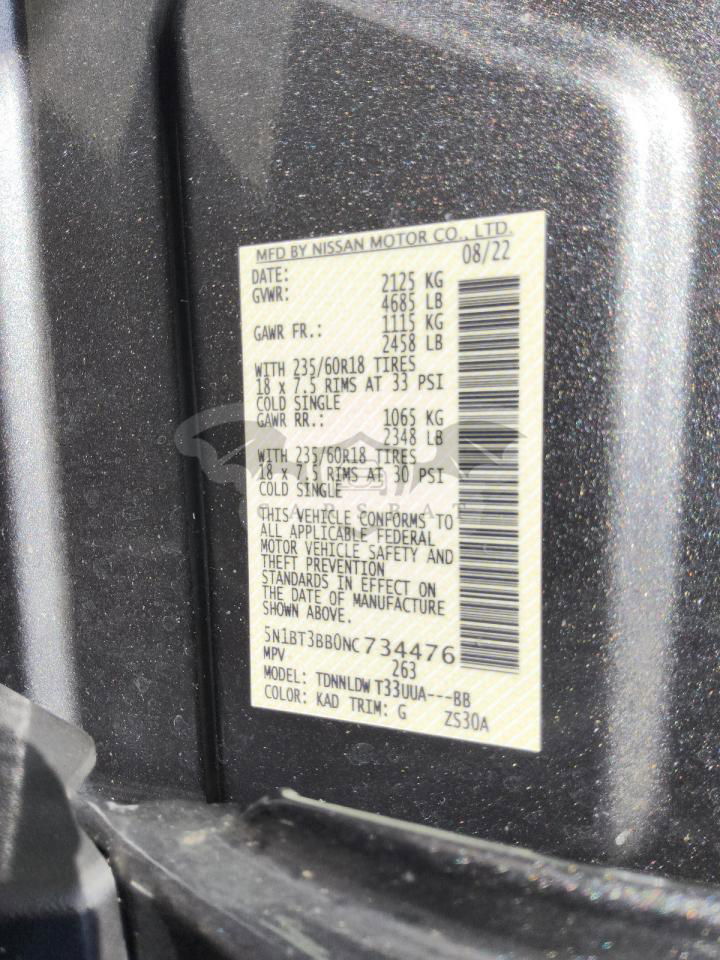 MFD BY NISSAN MOTOR CO., LTD.
DATE: 08/22
GVWR: 2125 KG
4685 LB
GAWR FR.: 1115 KG
2458 LB
WITH 235/60R18 TIRES
18 x 7.5 RIMS AT 33 PSI
COLD SINGLE
GAWR RR.: 1065 KG
2348 LB
WITH 235/60R18 TIRES
18 x 7.5 RIMS AT 30 PSI
COLD SINGLE
CARSBAT
THIS VEHICLE CONFORMS TO
ALL APPLICABLE FEDERAL
MOTOR VEHICLE SAFETY AND
THEFT PREVENTION
STANDARDS IN EFFECT ON
THE DATE OF MANUFACTURE
SHOWN ABOVE.
5N1BT3BB0NC734476
MPV 263
MODEL: TDNNLDW T33UUA---BB
COLOR: KAD TRIM: G ZS30A